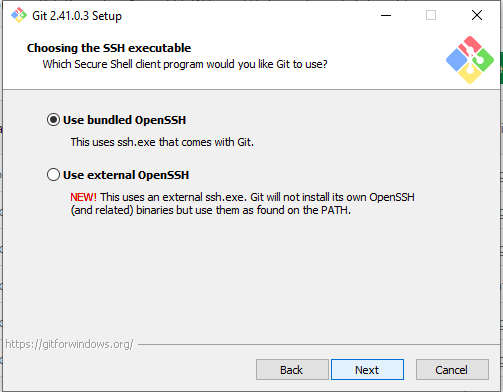 Git 2.41.0.3 Setup
Choosing the SSH executable
Which Secure Shell client program would you like Git to use?
Use bundled OpenSSH
This uses ssh.exe that comes with Git.
Use external OpenSSH
NEW! This uses an external ssh.exe. Git will not install its own OpenSSH
(and related) binaries but use them as found on the PATH.
https://gitforwindows.org/
Back Next Cancel